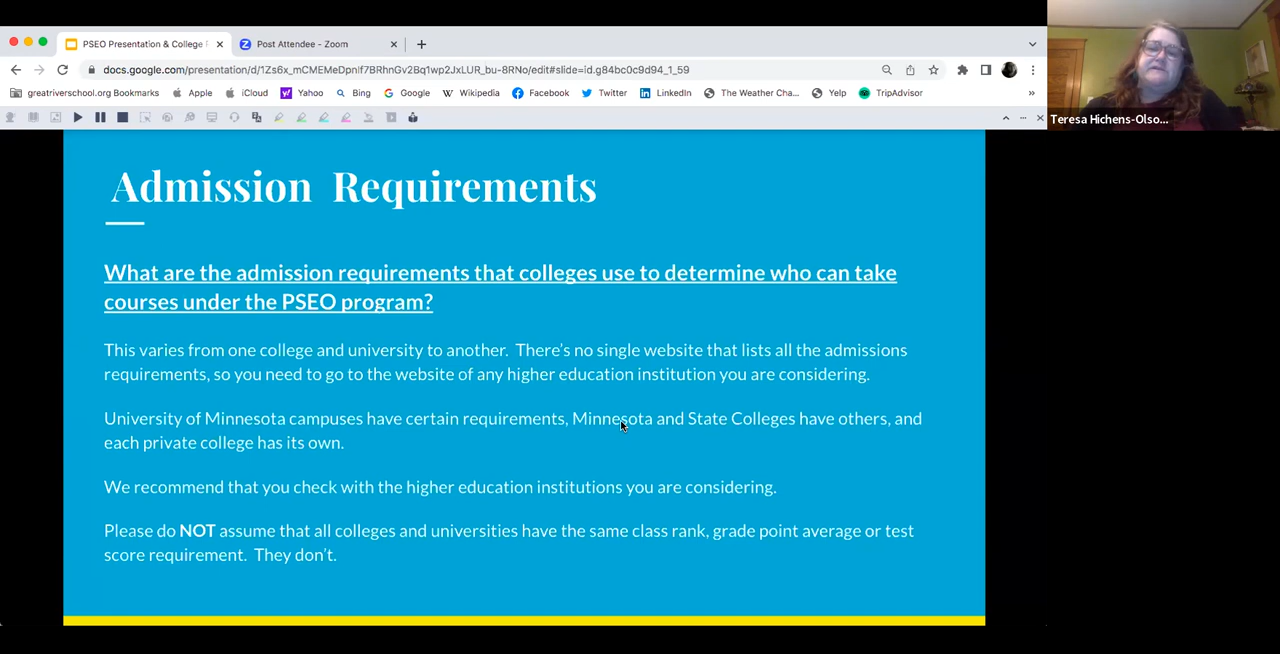 PSEO Presentation & College
Post Attendee - Zoom
docs.google.com/presentation/d/1Zs6x_mCMEMeDpnIf7BRhnGv2Bq1wp2JxLUR_bu-8RNo/edit#slide=id.g84bc0c9d94_1_59
greatriverschool.org Bookmarks Apple iCloud Yahoo Bing Google Wikipedia Facebook Twitter LinkedIn The Weather Cha... Yelp TripAdvisor
Teresa Hichens-Olso...
Admission Requirements
What are the admission requirements that colleges use to determine who can take
courses under the PSEO program?
This varies from one college and university to another. There's no single website that lists all the admissions
requirements, so you need to go to the website of any higher education institution you are considering.
University of Minnesota campuses have certain requirements, Minnesota and State Colleges have others, and
each private college has its own.
We recommend that you check with the higher education institutions you are considering.
Please do NOT assume that all colleges and universities have the same class rank, grade point average or test
score requirement. They don't.